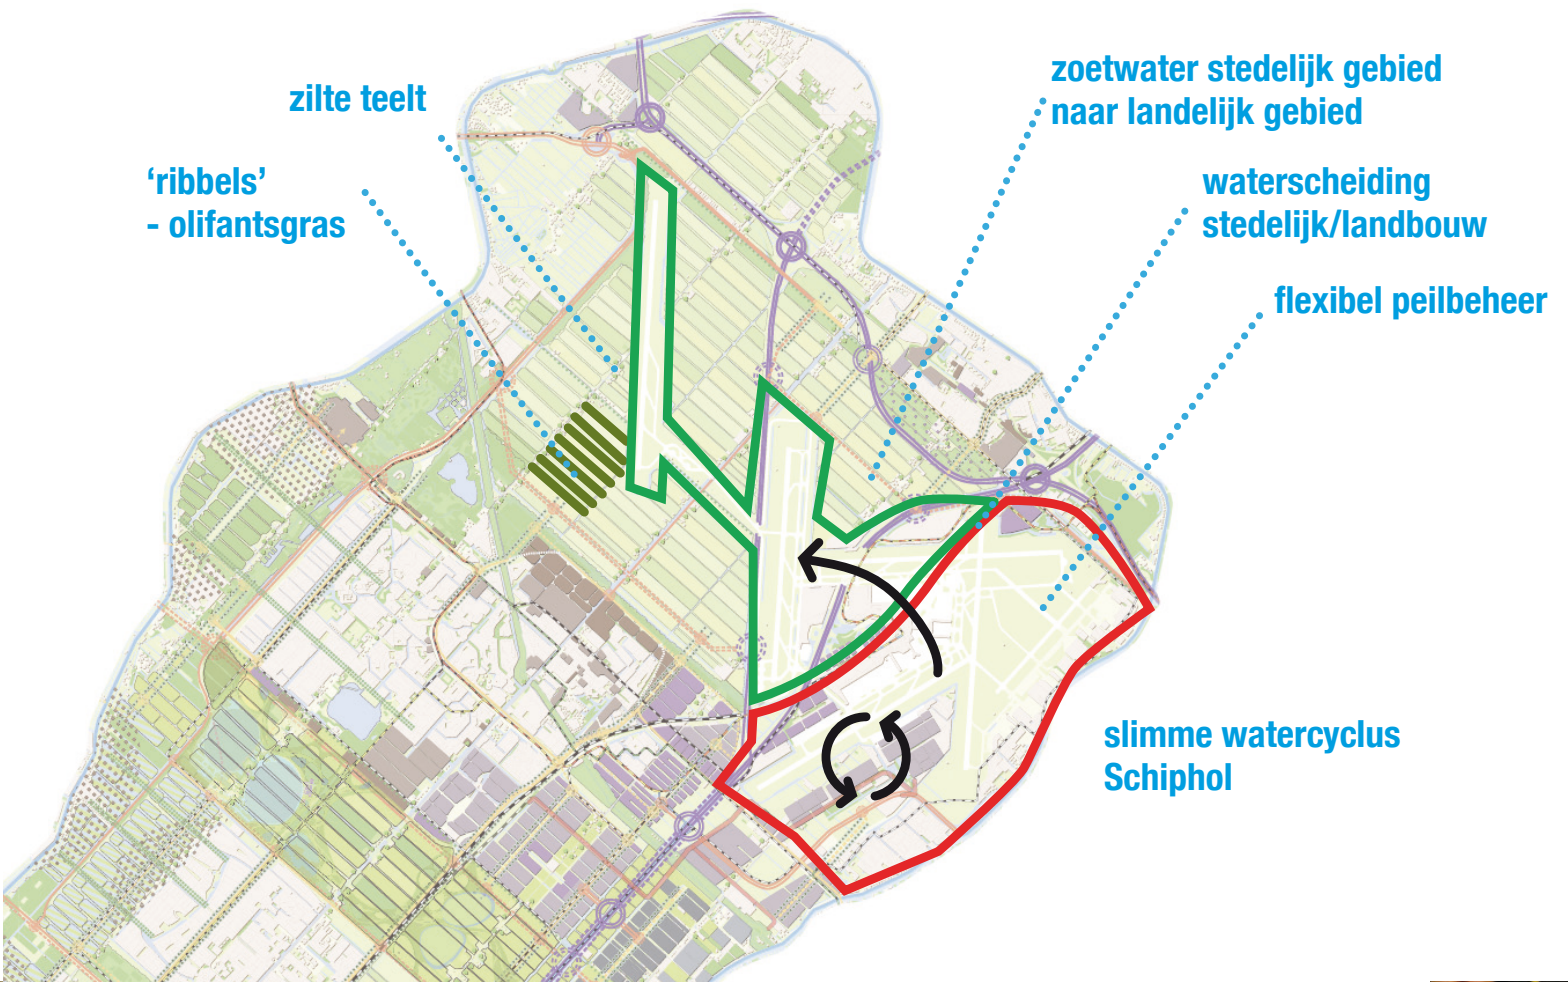 zilte teelt
‘ribbels’
- olifantsgras
zoetwater stedelijk gebied
naar landelijk gebied
waterscheiding
stedelijk/landbouw
flexibel peilbeheer
slimme watercyclus
Schiphol